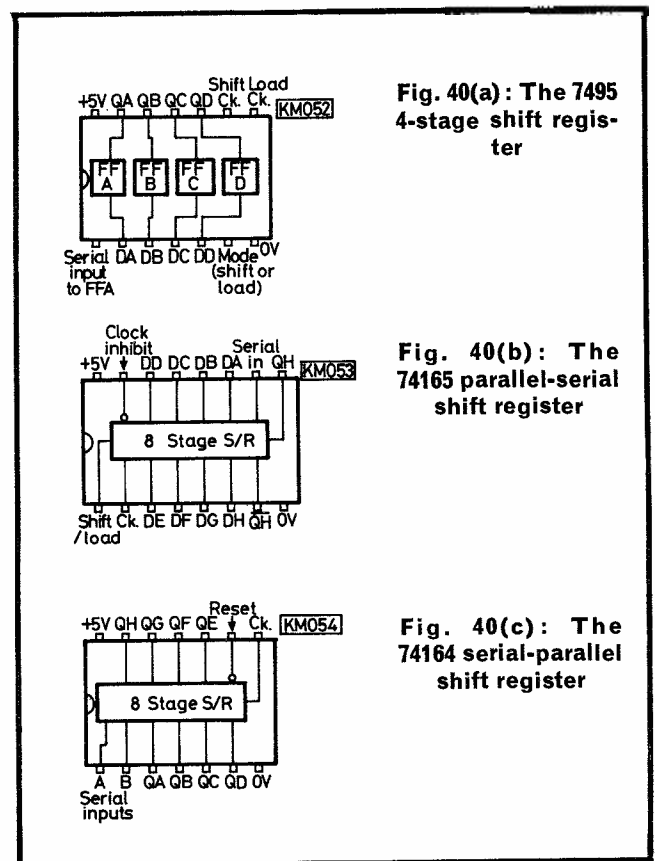 Shift Load
+5V QA QB QC QD Ck. Ck.
KM052
FF A
FF B
FF C
FF D
Serial input to FFA
DA DB DC DD Mode (shift or load)
0V
Fig. 40(a): The 7495
4-stage shift regis-
ter
Clock
inhibit
Serial
+5V DD DC DB DA in QH
KM053
8 Stage S/R
Shift Ck. DE DF DG DH Q̅H̅ 0V
/load
Fig. 40(b): The
74165 parallel-serial
shift register
Reset
+5V QH QG QF QE Ck.
KM054
8 Stage S/R
A B QA QB QC QD 0V
Serial
inputs
Fig. 40(c): The
74164 serial-parallel
shift register